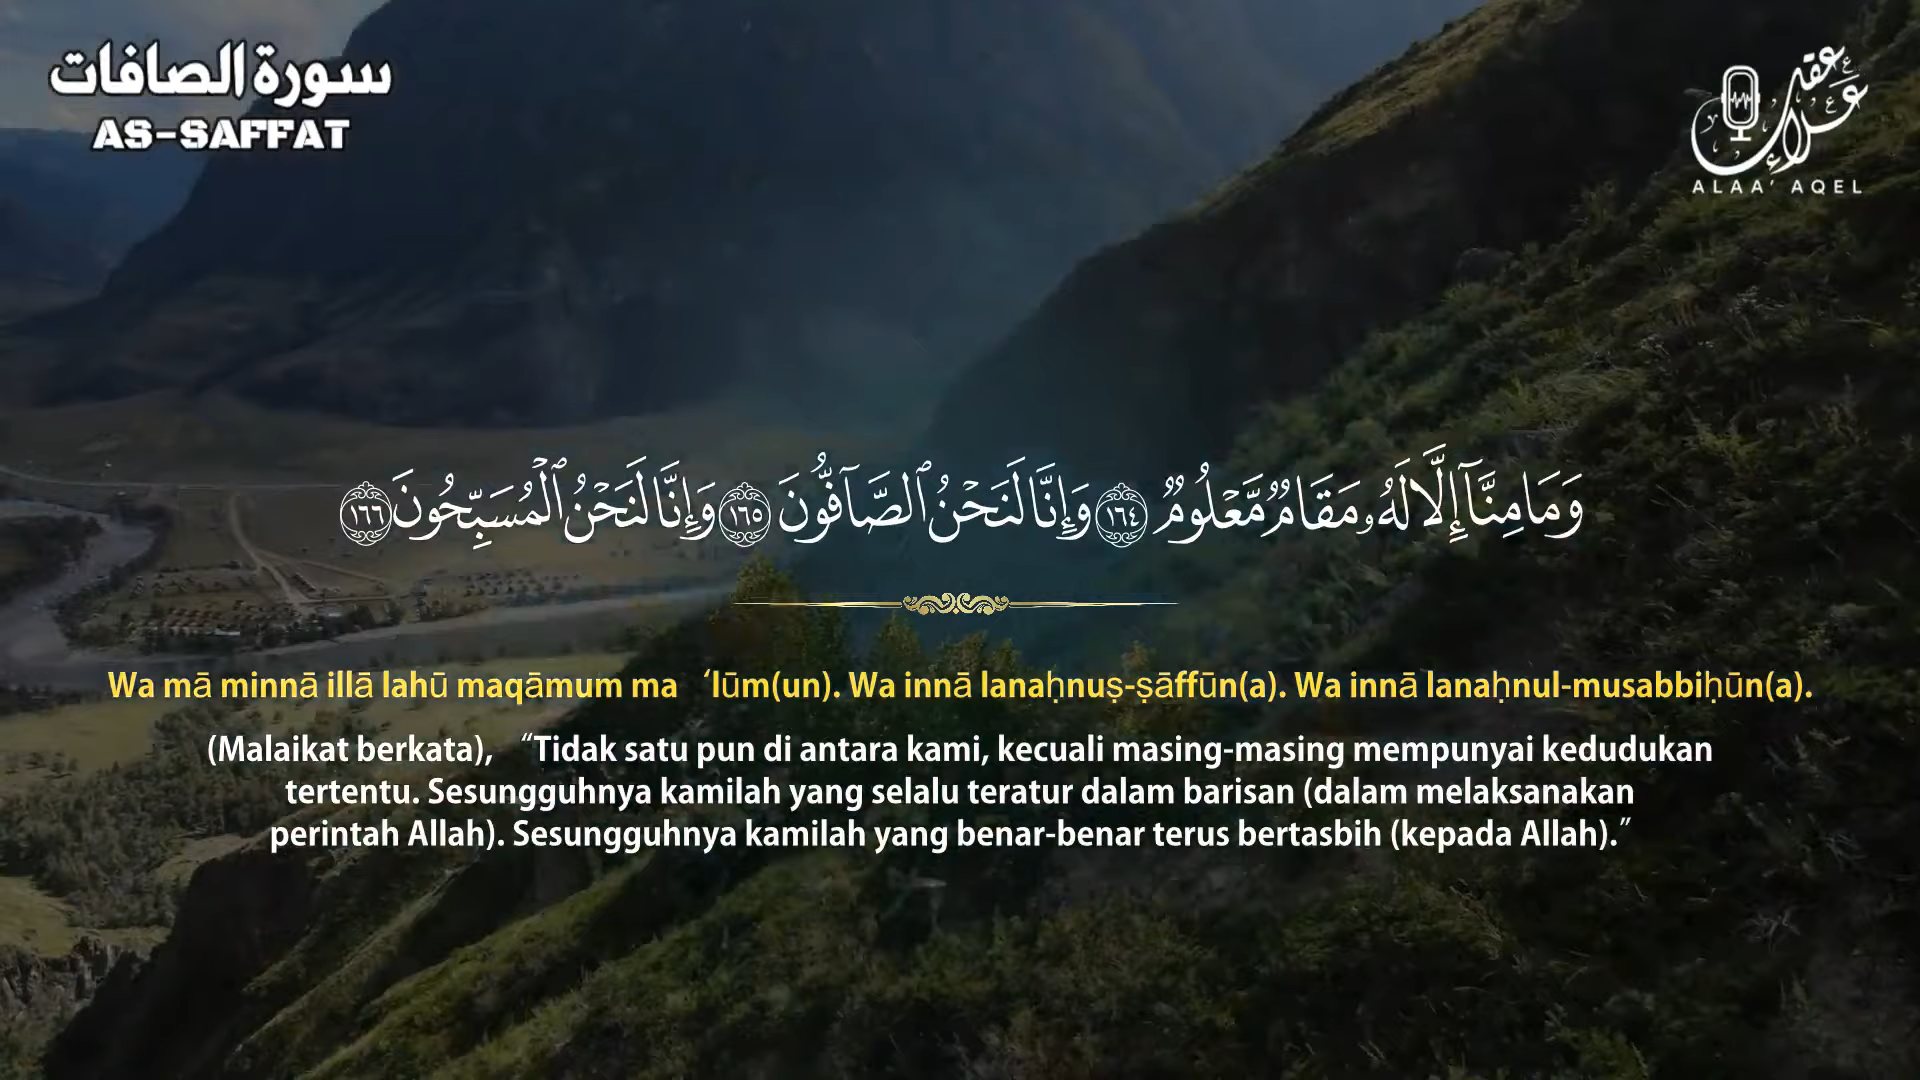 سورة الصافات
AS-SAFFAT
علاء عقل
ALAA' AQEL
وَمَا مِنَّآ إِلَّا لَهُۥ مَقَامٌ مَّعْلُومٌ ١٦٤ وَإِنَّا لَنَحْنُ ٱلصَّآفُّونَ ١٦٥ وَإِنَّا لَنَحْنُ ٱلْمُسَبِّحُونَ ١٦٦
Wa mā minnā illā lahū maqāmum ma ‘lūm(un). Wa innā lanaḥnuṣ-ṣāffūn(a). Wa innā lanaḥnul-musabbiḥūn(a).
(Malaikat berkata), “Tidak satu pun di antara kami, kecuali masing-masing mempunyai kedudukan
tertentu. Sesungguhnya kamilah yang selalu teratur dalam barisan (dalam melaksanakan
perintah Allah). Sesungguhnya kamilah yang benar-benar terus bertasbih (kepada Allah).”